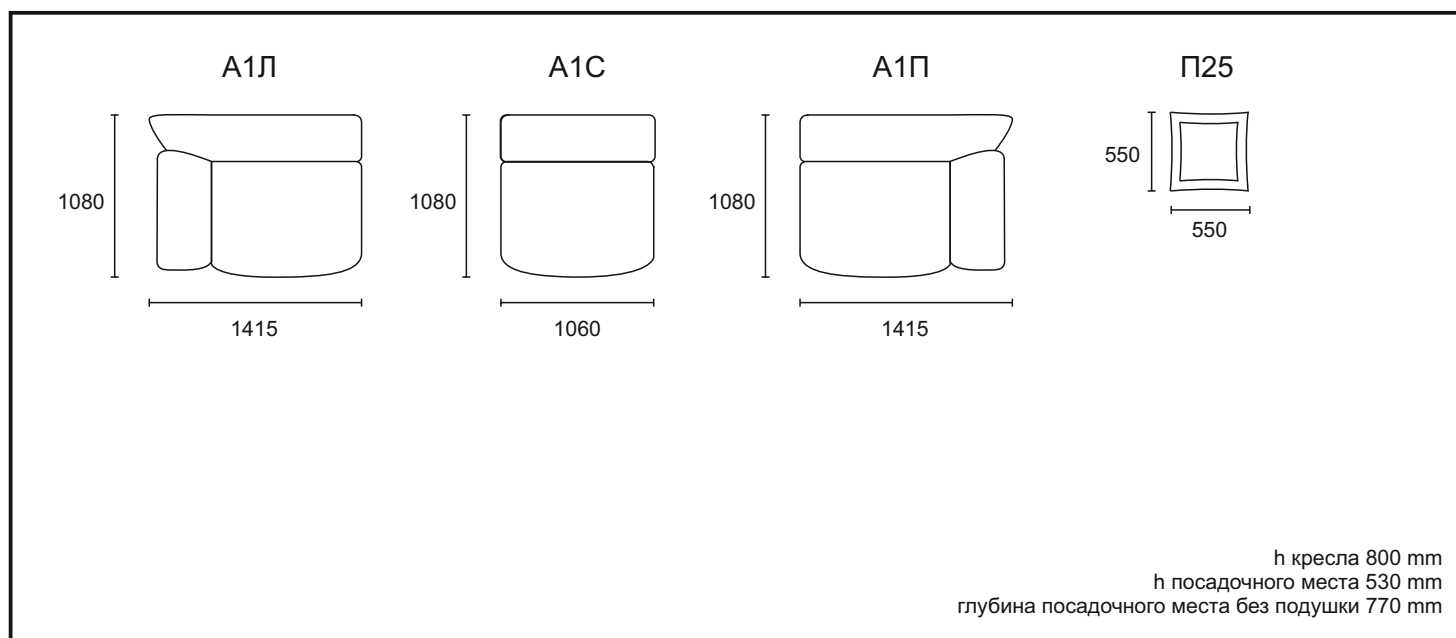 А1Л
А1С
А1П
П25
1080
1415
1080
1060
1080
1415
550
550
h кресла 800 mm
h посадочного места 530 mm
глубина посадочного места без подушки 770 mm